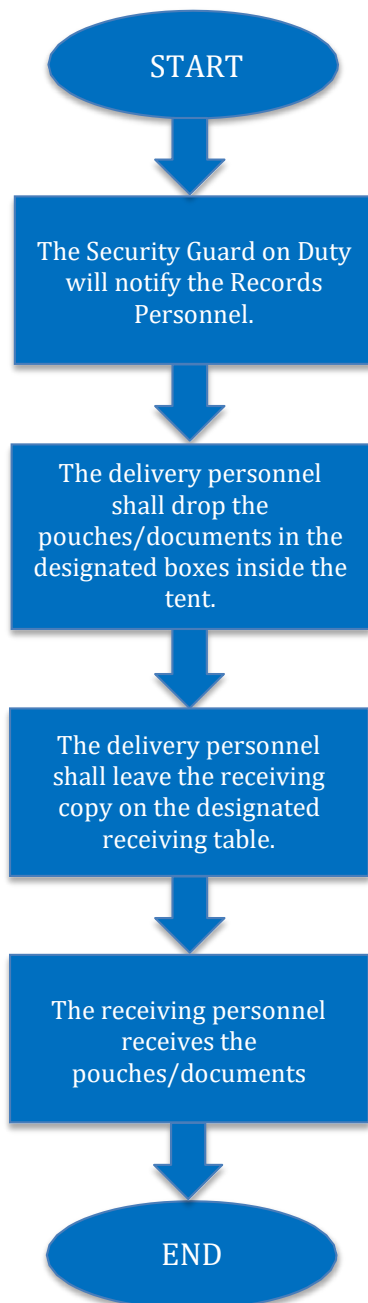 START
The Security Guard on Duty
will notify the Records
Personnel.
The delivery personnel
shall drop the
pouches/documents in the
designated boxes inside the
tent.
The delivery personnel
shall leave the receiving
copy on the designated
receiving table.
The receiving personnel
receives the
pouches/documents
END